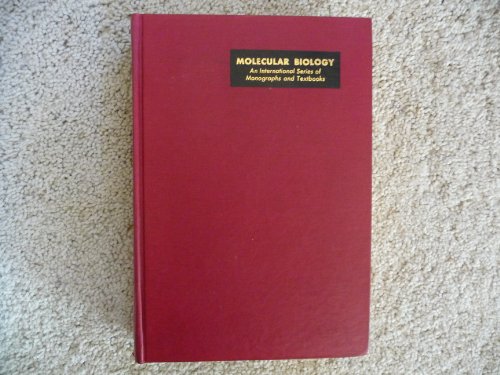 MOLECULAR BIOLOGY
An International Series of
Monographs and Textbooks